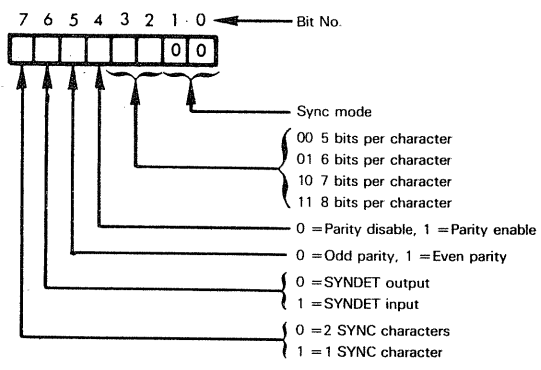 7 6 5 4 3 2 1 0 Bit No.
0 0
Sync mode
00 5 bits per character
01 6 bits per character
10 7 bits per character
11 8 bits per character
0 = Parity disable, 1 = Parity enable
0 = Odd parity, 1 = Even parity
0 = SYNDET output
1 = SYNDET input
0 = 2 SYNC characters
1 = 1 SYNC character